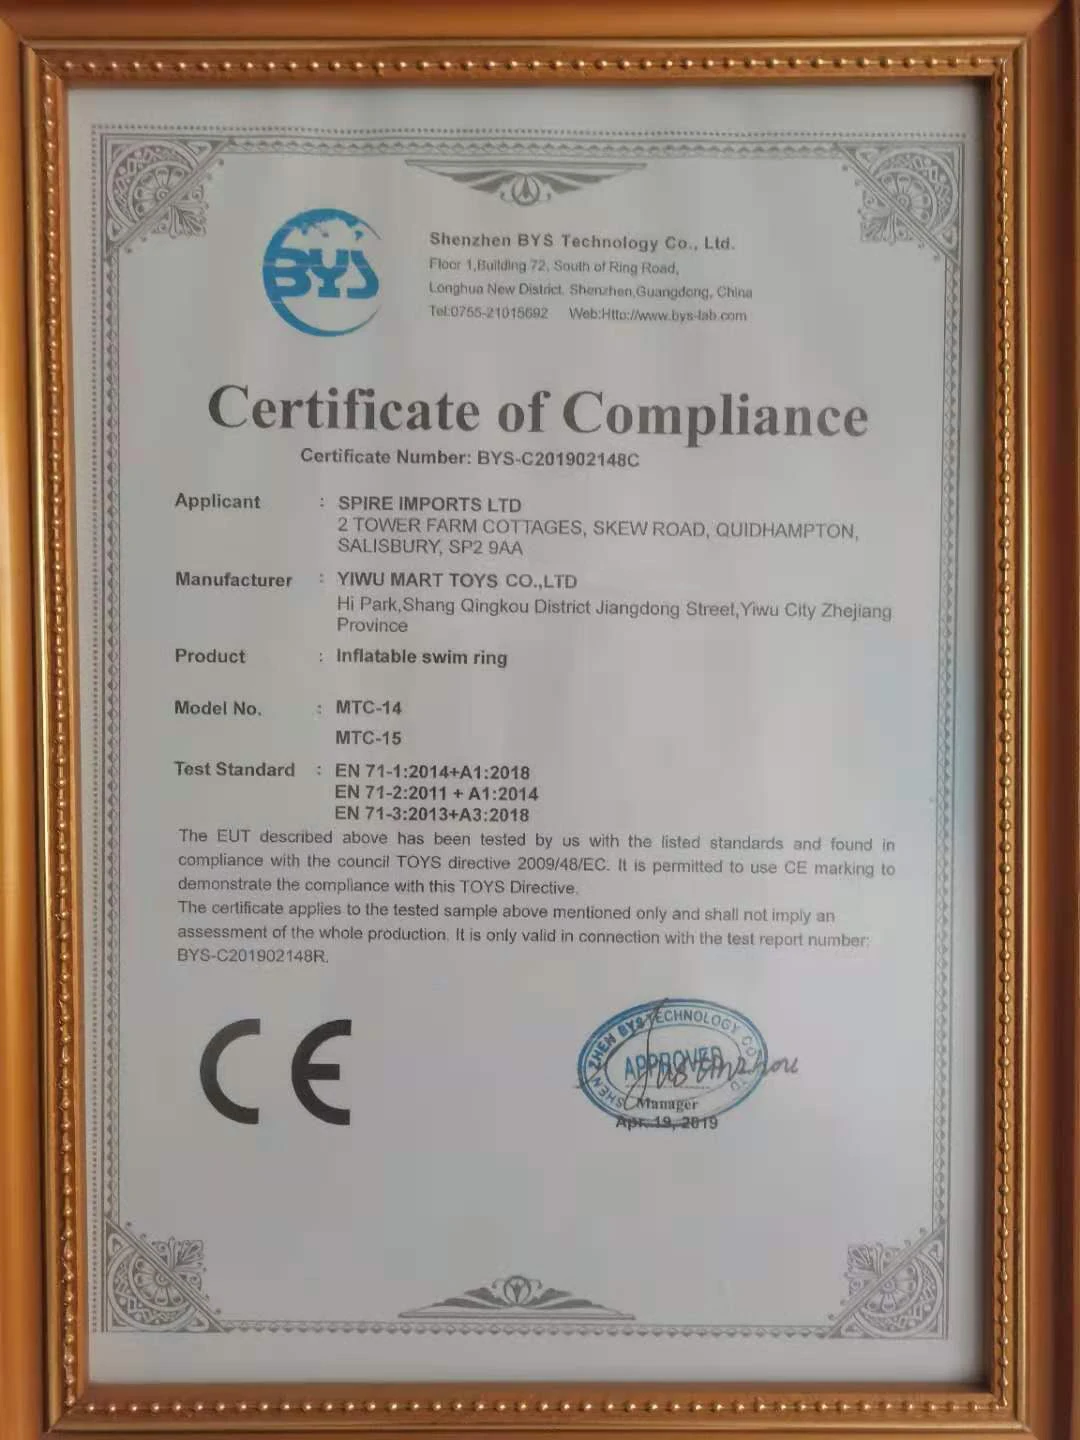 BYS
Shenzhen BYS Technology Co., Ltd.
Floor 1,Building 72, South of Ring Road,
Longhua New District, Shenzhen,Guangdong, China
Tel:0755-21015692 Web:Http://www.bys-lab.com
Certificate of Compliance
Certificate Number: BYS-C201902148C
Applicant : SPIRE IMPORTS LTD
2 TOWER FARM COTTAGES, SKEW ROAD, QUIDHAMPTON,
SALISBURY, SP2 9AA
Manufacturer : YIWU MART TOYS CO.,LTD
Hi Park,Shang Qingkou District Jiangdong Street,Yiwu City Zhejiang
Province
Product : Inflatable swim ring
Model No. : MTC-14
MTC-15
Test Standard : EN 71-1:2014+A1:2018
EN 71-2:2011 + A1:2014
EN 71-3:2013+A3:2018
The EUT described above has been tested by us with the listed standards and found in
compliance with the council TOYS directive 2009/48/EC. It is permitted to use CE marking to
demonstrate the compliance with this TOYS Directive.
The certificate applies to the tested sample above mentioned only and shall not imply an
assessment of the whole production. It is only valid in connection with the test report number:
BYS-C201902148R.
CE
SHEN ZHEN BYS TECHNOLOGY CO., LTD
APPROVED
Manager
Apr. 19, 2019